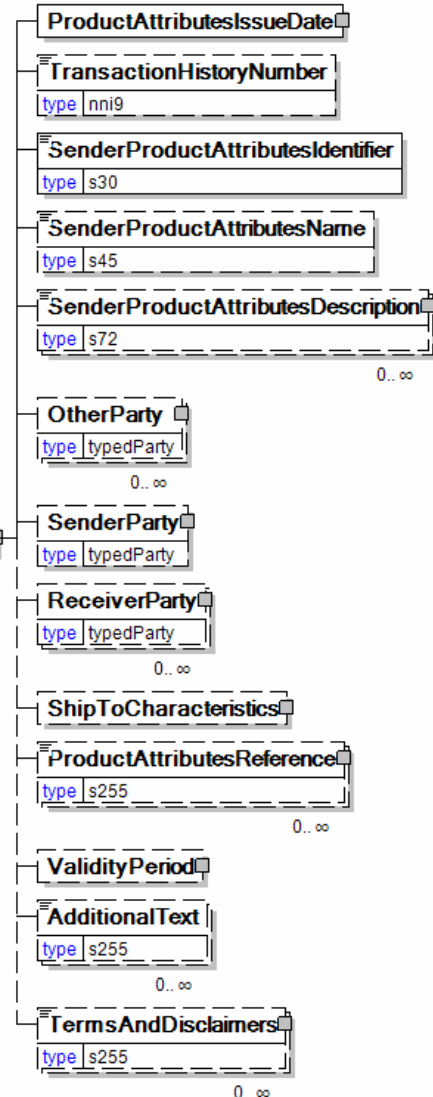 ProductAttributesIssueDate
TransactionHistoryNumber
type nni9
SenderProductAttributesIdentifier
type s30
SenderProductAttributesName
type s45
SenderProductAttributesDescription
type s72
0.. ∞
OtherParty
type typedParty
0.. ∞
SenderParty
type typedParty
ReceiverParty
type typedParty
0.. ∞
ShipToCharacteristics
ProductAttributesReference
type s255
0.. ∞
ValidityPeriod
AdditionalText
type s255
0.. ∞
TermsAndDisclaimers
type s255
0.. ∞